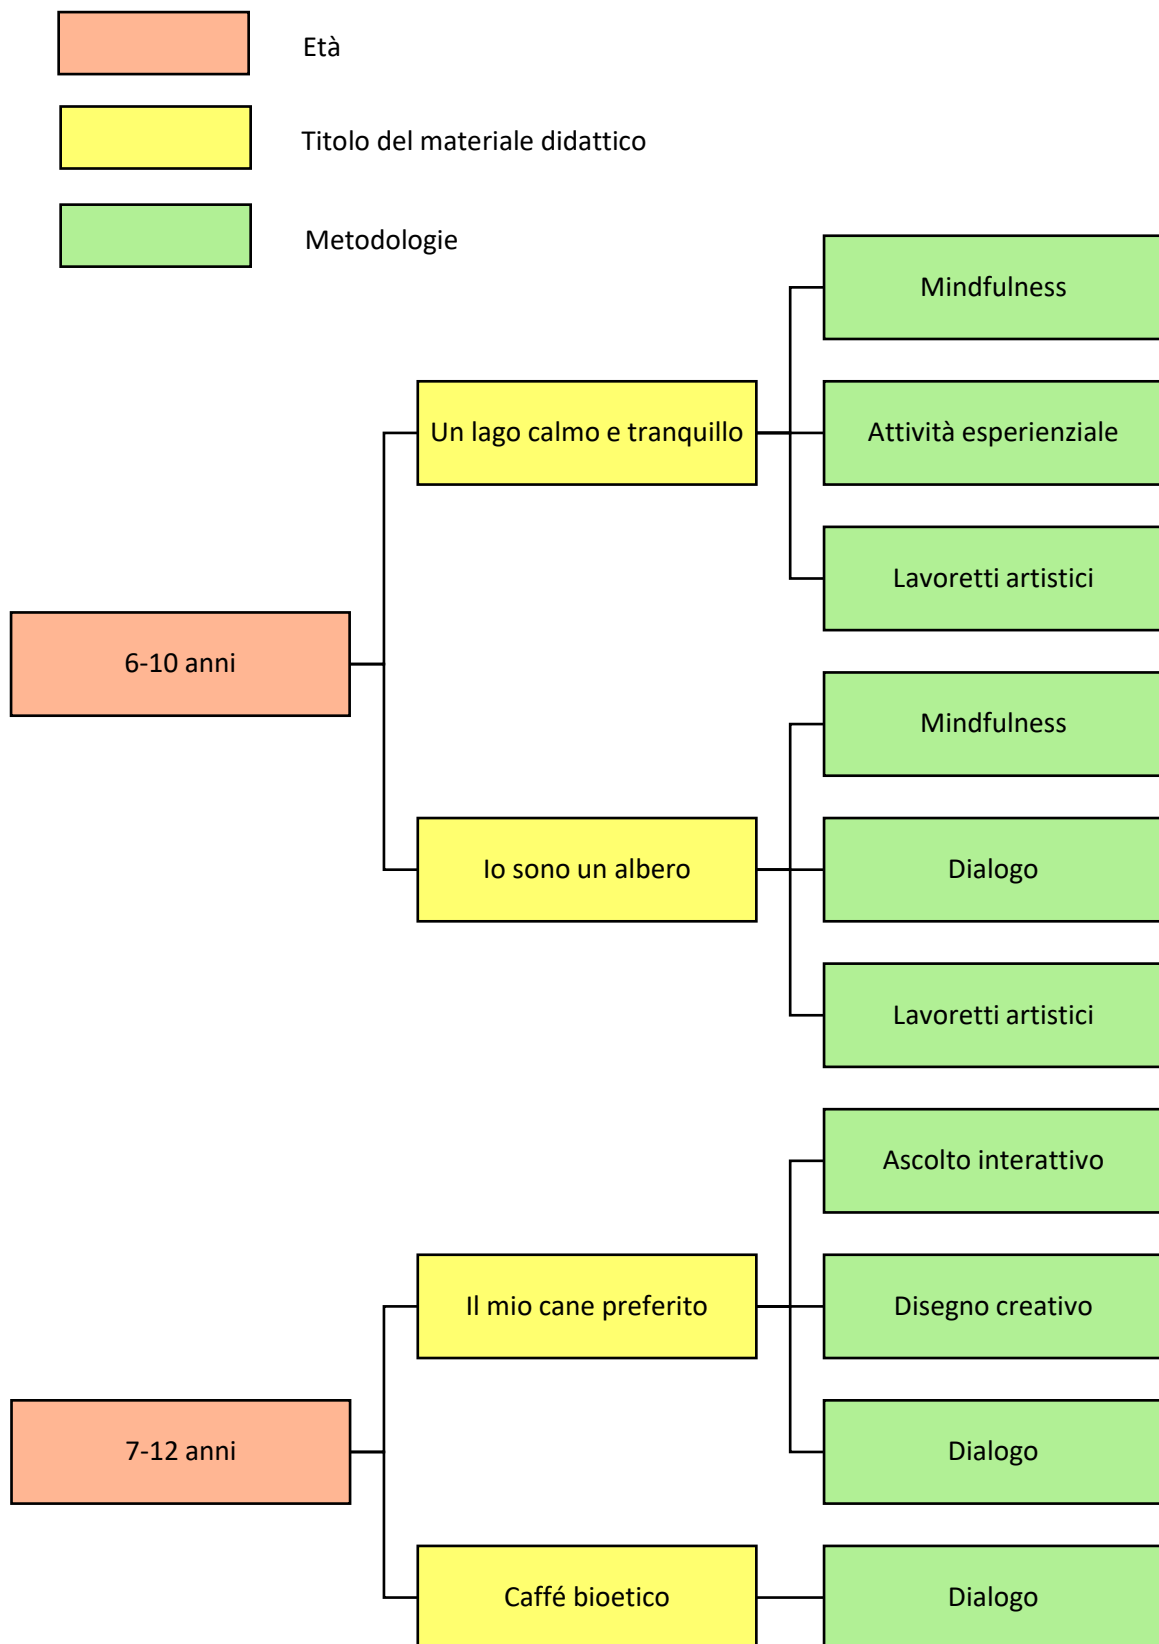 Età
Titolo del materiale didattico
Metodologie
6-10 anni
Un lago calmo e tranquillo
Mindfulness
Attività esperienziale
Lavoretti artistici
Io sono un albero
Mindfulness
Dialogo
Lavoretti artistici
7-12 anni
Il mio cane preferito
Ascolto interattivo
Disegno creativo
Dialogo
Caffé bioetico
Dialogo